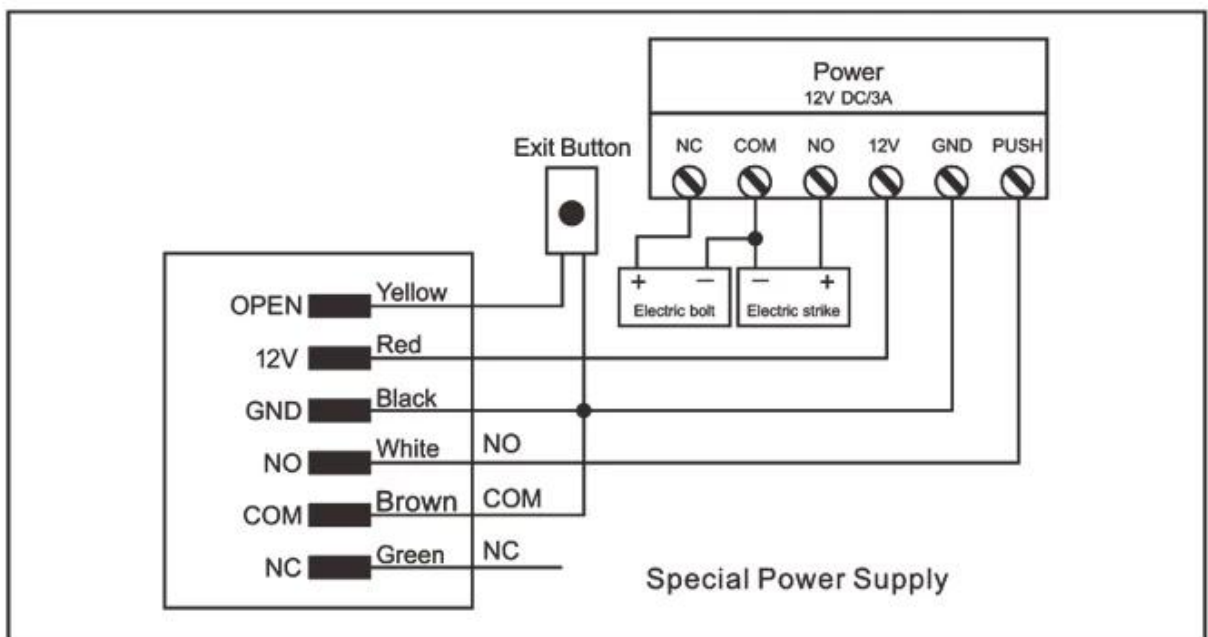 Power
12V DC/3A
Exit Button
NC COM NO 12V GND PUSH
+ − − +
Electric bolt Electric strike
OPEN Yellow
12V Red
GND Black
NO White NO
COM Brown COM
NC Green NC
Special Power Supply